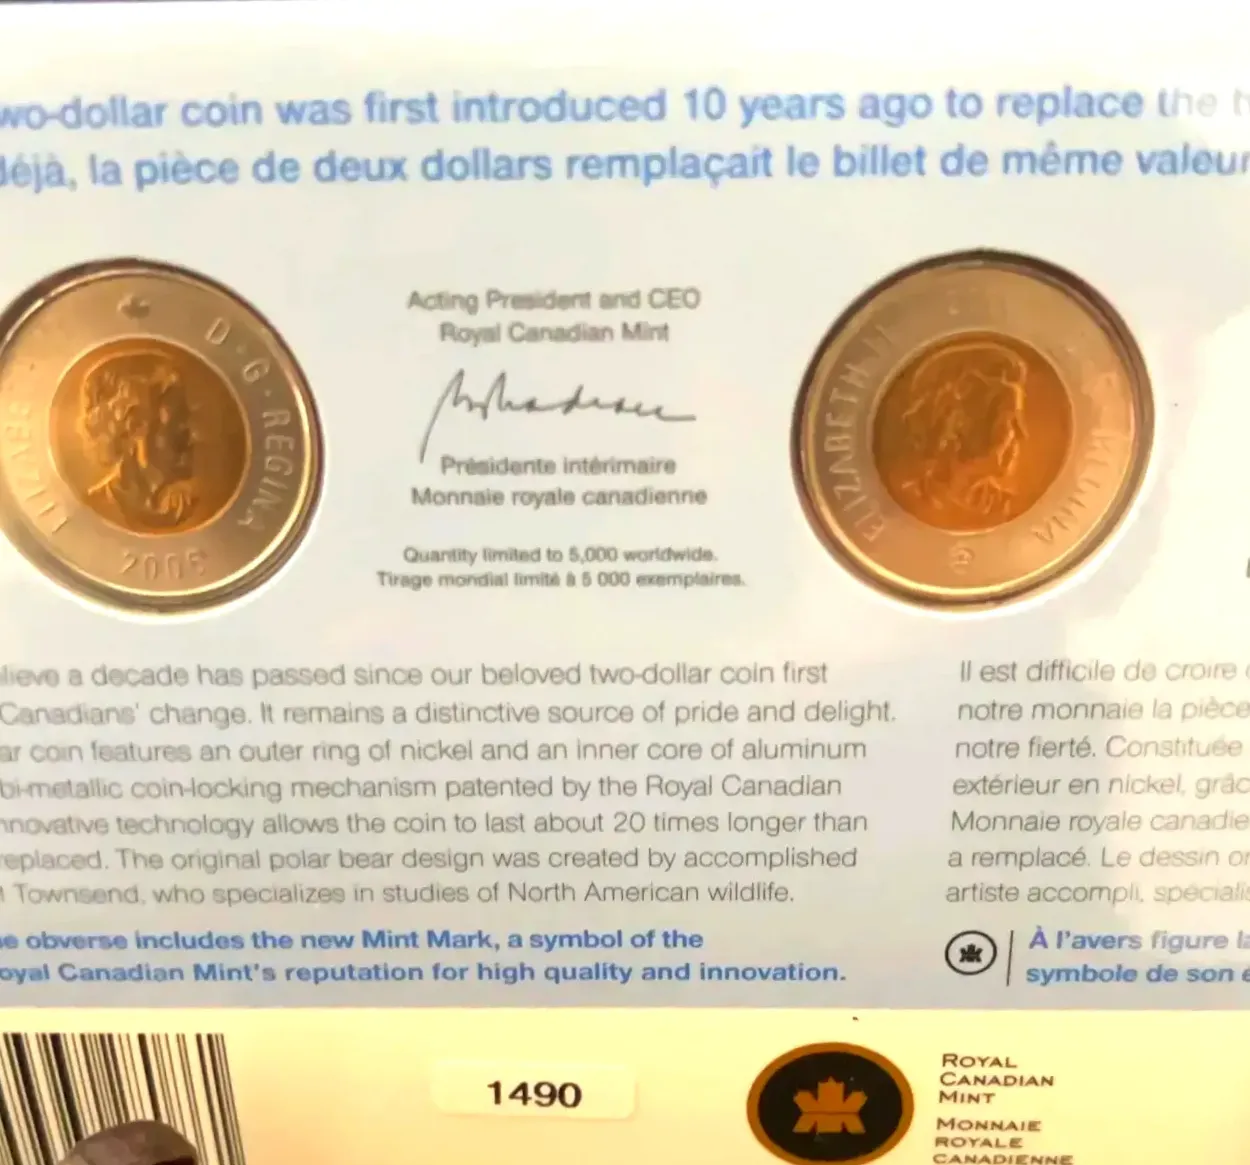 wo-dollar coin was first introduced 10 years ago to replace the
déjà, la pièce de deux dollars remplaçait le billet de même valeur
ELIZABE D·G·REGINA
2006
Acting President and CEO
Royal Canadian Mint
Présidente intérimaire
Monnaie royale canadienne
Quantity limited to 5,000 worldwide.
Tirage mondial limité à 5 000 exemplaires.
ELIZABETH II
lieve a decade has passed since our beloved two-dollar coin first
Canadians' change. It remains a distinctive source of pride and delight.
ar coin features an outer ring of nickel and an inner core of aluminum
bi-metallic coin-locking mechanism patented by the Royal Canadian
nnovative technology allows the coin to last about 20 times longer than
eplaced. The original polar bear design was created by accomplished
Townsend, who specializes in studies of North American wildlife.
e obverse includes the new Mint Mark, a symbol of the
oyal Canadian Mint's reputation for high quality and innovation.
Il est difficile de croire
notre monnaie la pièce
notre fierté. Constituée
extérieur en nickel, grâc
Monnaie royale canadie
a remplacé. Le dessin or
artiste accompli, spécialis
À l'avers figure la
symbole de son é
1490
ROYAL
CANADIAN
MINT
MONNAIE
ROYALE
CANADIENNE